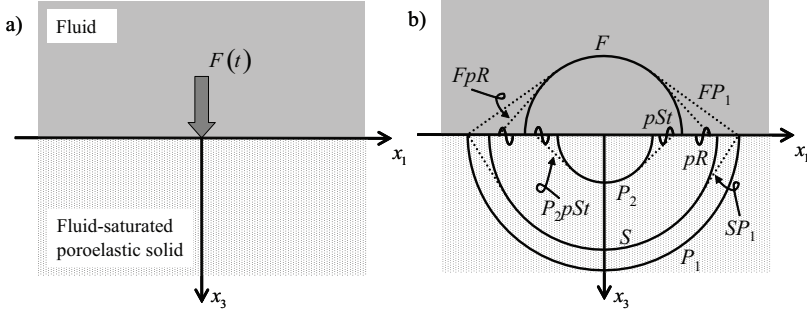 a)
Fluid
F(t)
x₁
Fluid-saturated
poroelastic solid
x₃
b)
F
FpR
FP₁
pSt
x₁
pR
P₂pSt
P₂
SP₁
S
P₁
x₃